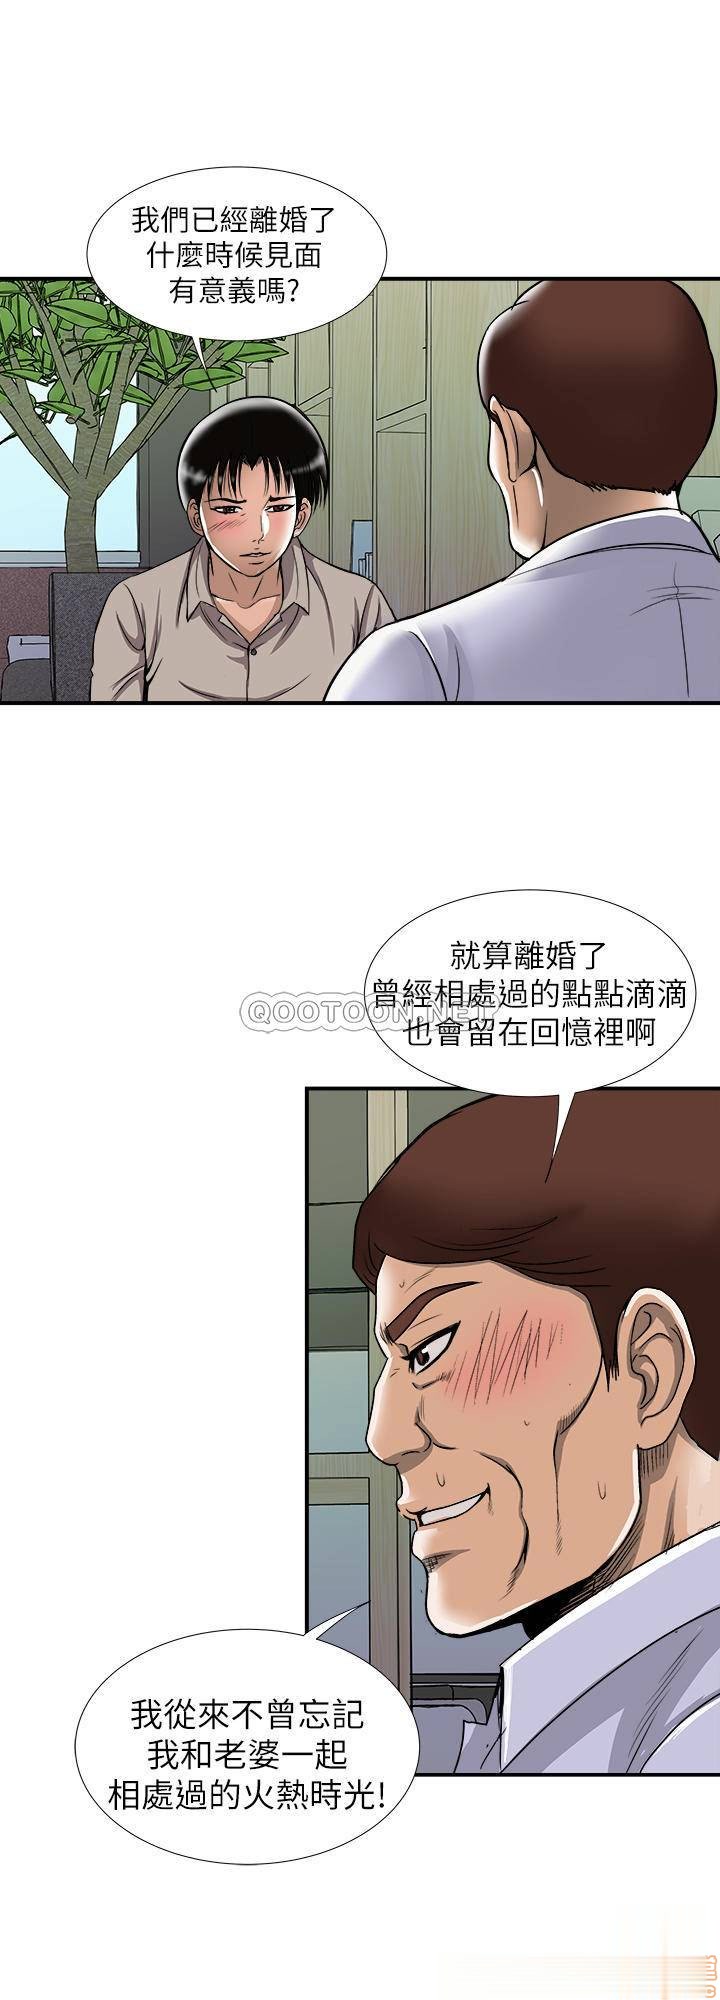 我們已經離婚了
什麼時候見面
有意義嗎?
就算離婚了
曾經相處過的點點滴滴
也會留在回憶裡啊
QOOTOON.NET
我從來不曾忘記
我和老婆一起
相處過的火熱時光!